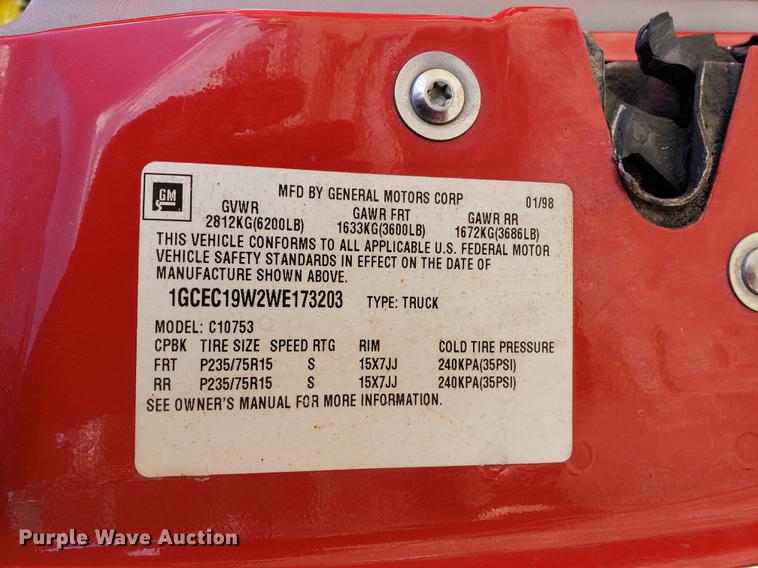 GM
MFD BY GENERAL MOTORS CORP 01/98
GVWR GAWR FRT GAWR RR
2812KG(6200LB) 1633KG(3600LB) 1672KG(3686LB)
THIS VEHICLE CONFORMS TO ALL APPLICABLE U.S. FEDERAL MOTOR
VEHICLE SAFETY STANDARDS IN EFFECT ON THE DATE OF
MANUFACTURE SHOWN ABOVE.
1GCEC19W2WE173203 TYPE: TRUCK
MODEL: C10753
CPBK TIRE SIZE SPEED RTG RIM COLD TIRE PRESSURE
FRT P235/75R15 S 15X7JJ 240KPA(35PSI)
RR P235/75R15 S 15X7JJ 240KPA(35PSI)
SEE OWNER'S MANUAL FOR MORE INFORMATION.
Purple Wave Auction